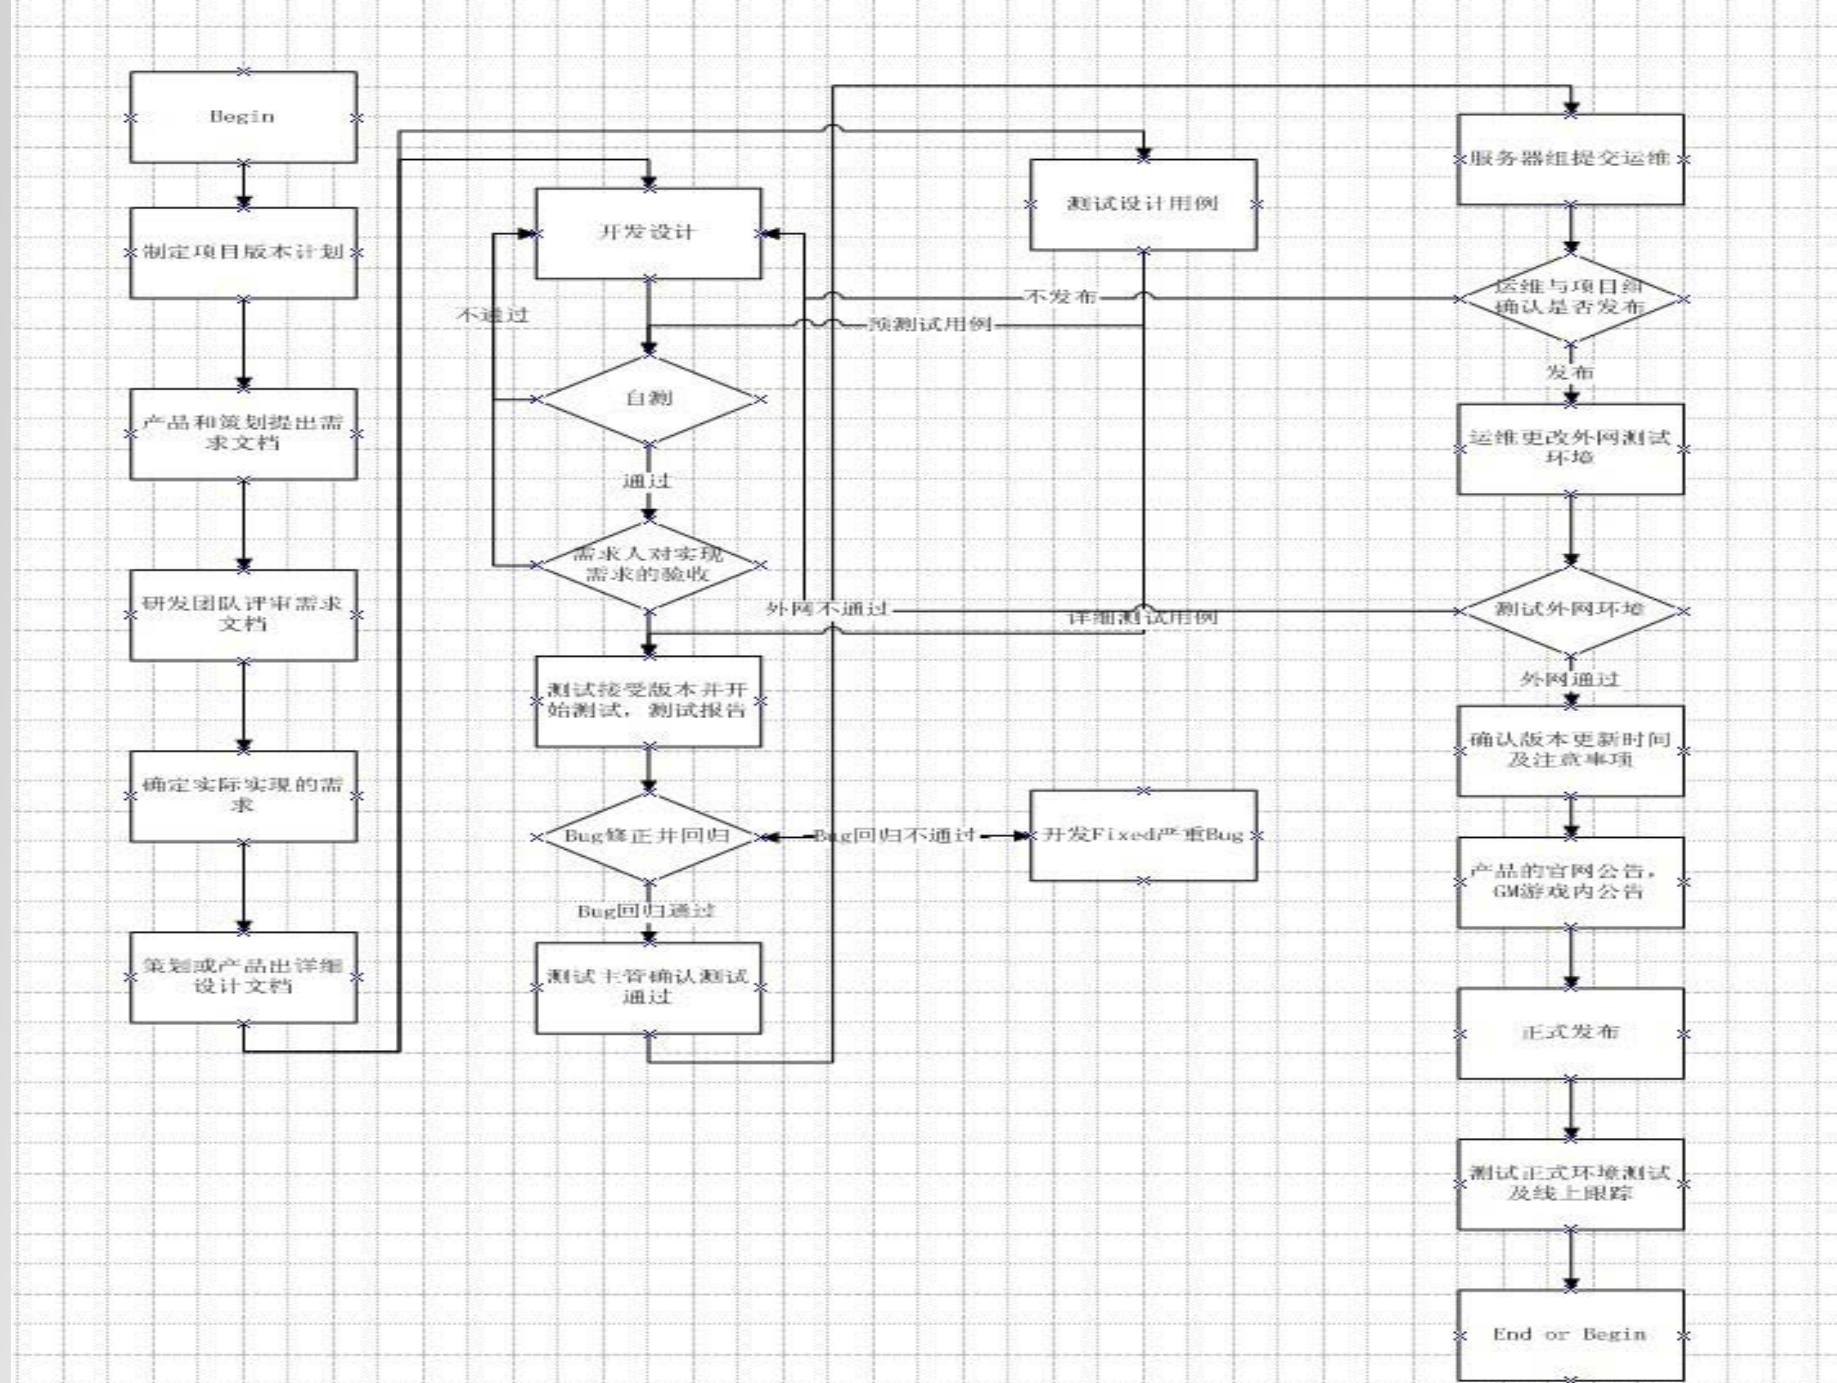 Begin
制定项目版本计划
产品和策划提出需
求文档
研发团队评审需求
文档
确定实际实现的需
求
策划或产品出详细
设计文档
开发设计
不通过
自测
通过
需求人对实现
需求的验收
测试接受版本并开
始测试，测试报告
Bug修正并回归
Bug回归通过
测试主管确认测试
通过
测试设计用例
不发布
预测试用例
外网不通过
详细测试用例
Bug回归不通过
开发Fixed严重Bug
服务器组提交运维
运维与项目组
确认是否发布
发布
运维更改外网测试
环境
测试外网环境
外网通过
确认版本更新时间
及注意事项
产品的官网公告，
GM游戏内公告
正式发布
测试正式环境测试
及线上跟踪
End or Begin